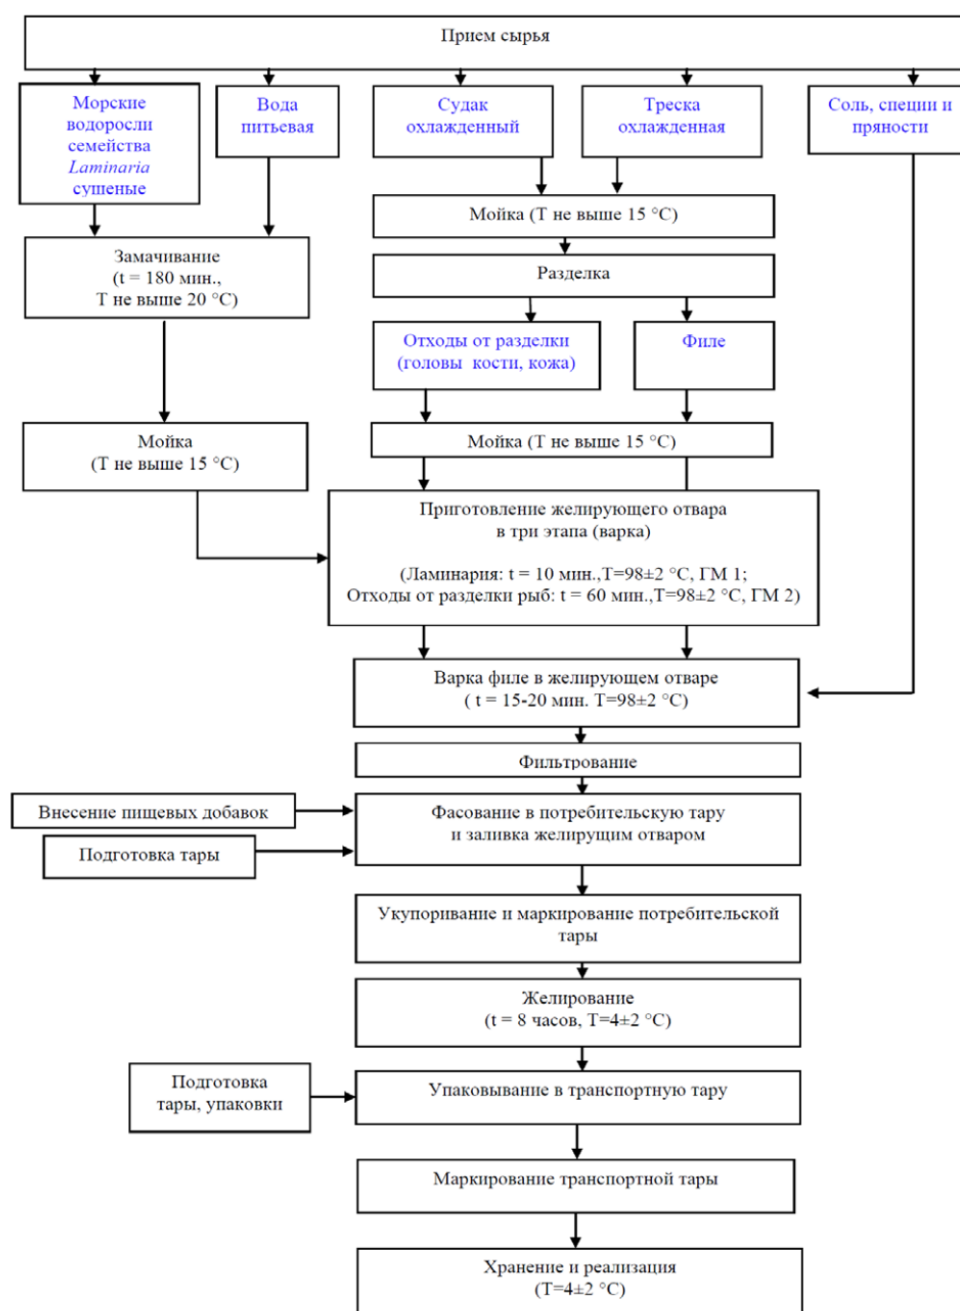 Прием сырья
Морские
водоросли
семейства
Laminaria
сушеные
Вода
питьевая
Судак
охлажденный
Треска
охлажденная
Соль, специи и
пряности
Мойка (Т не выше 15 °С)
Замачивание
(t = 180 мин.,
Т не выше 20 °С)
Разделка
Отходы от разделки
(головы кости, кожа)
Филе
Мойка
(Т не выше 15 °С)
Мойка (Т не выше 15 °С)
Приготовление желирующего отвара
в три этапа (варка)
(Ламинария: t = 10 мин.,Т=98±2 °С, ГМ 1;
Отходы от разделки рыб: t = 60 мин.,Т=98±2 °С, ГМ 2)
Варка филе в желирующем отваре
( t = 15-20 мин. Т=98±2 °С)
Фильтрование
Внесение пищевых добавок
Фасование в потребительскую тару
и заливка желирущим отваром
Подготовка тары
Укупоривание и маркирование потребительской
тары
Желирование
(t = 8 часов, Т=4±2 °С)
Подготовка
тары, упаковки
Упаковывание в транспортную тару
Маркирование транспортной тары
Хранение и реализация
(Т=4±2 °С)